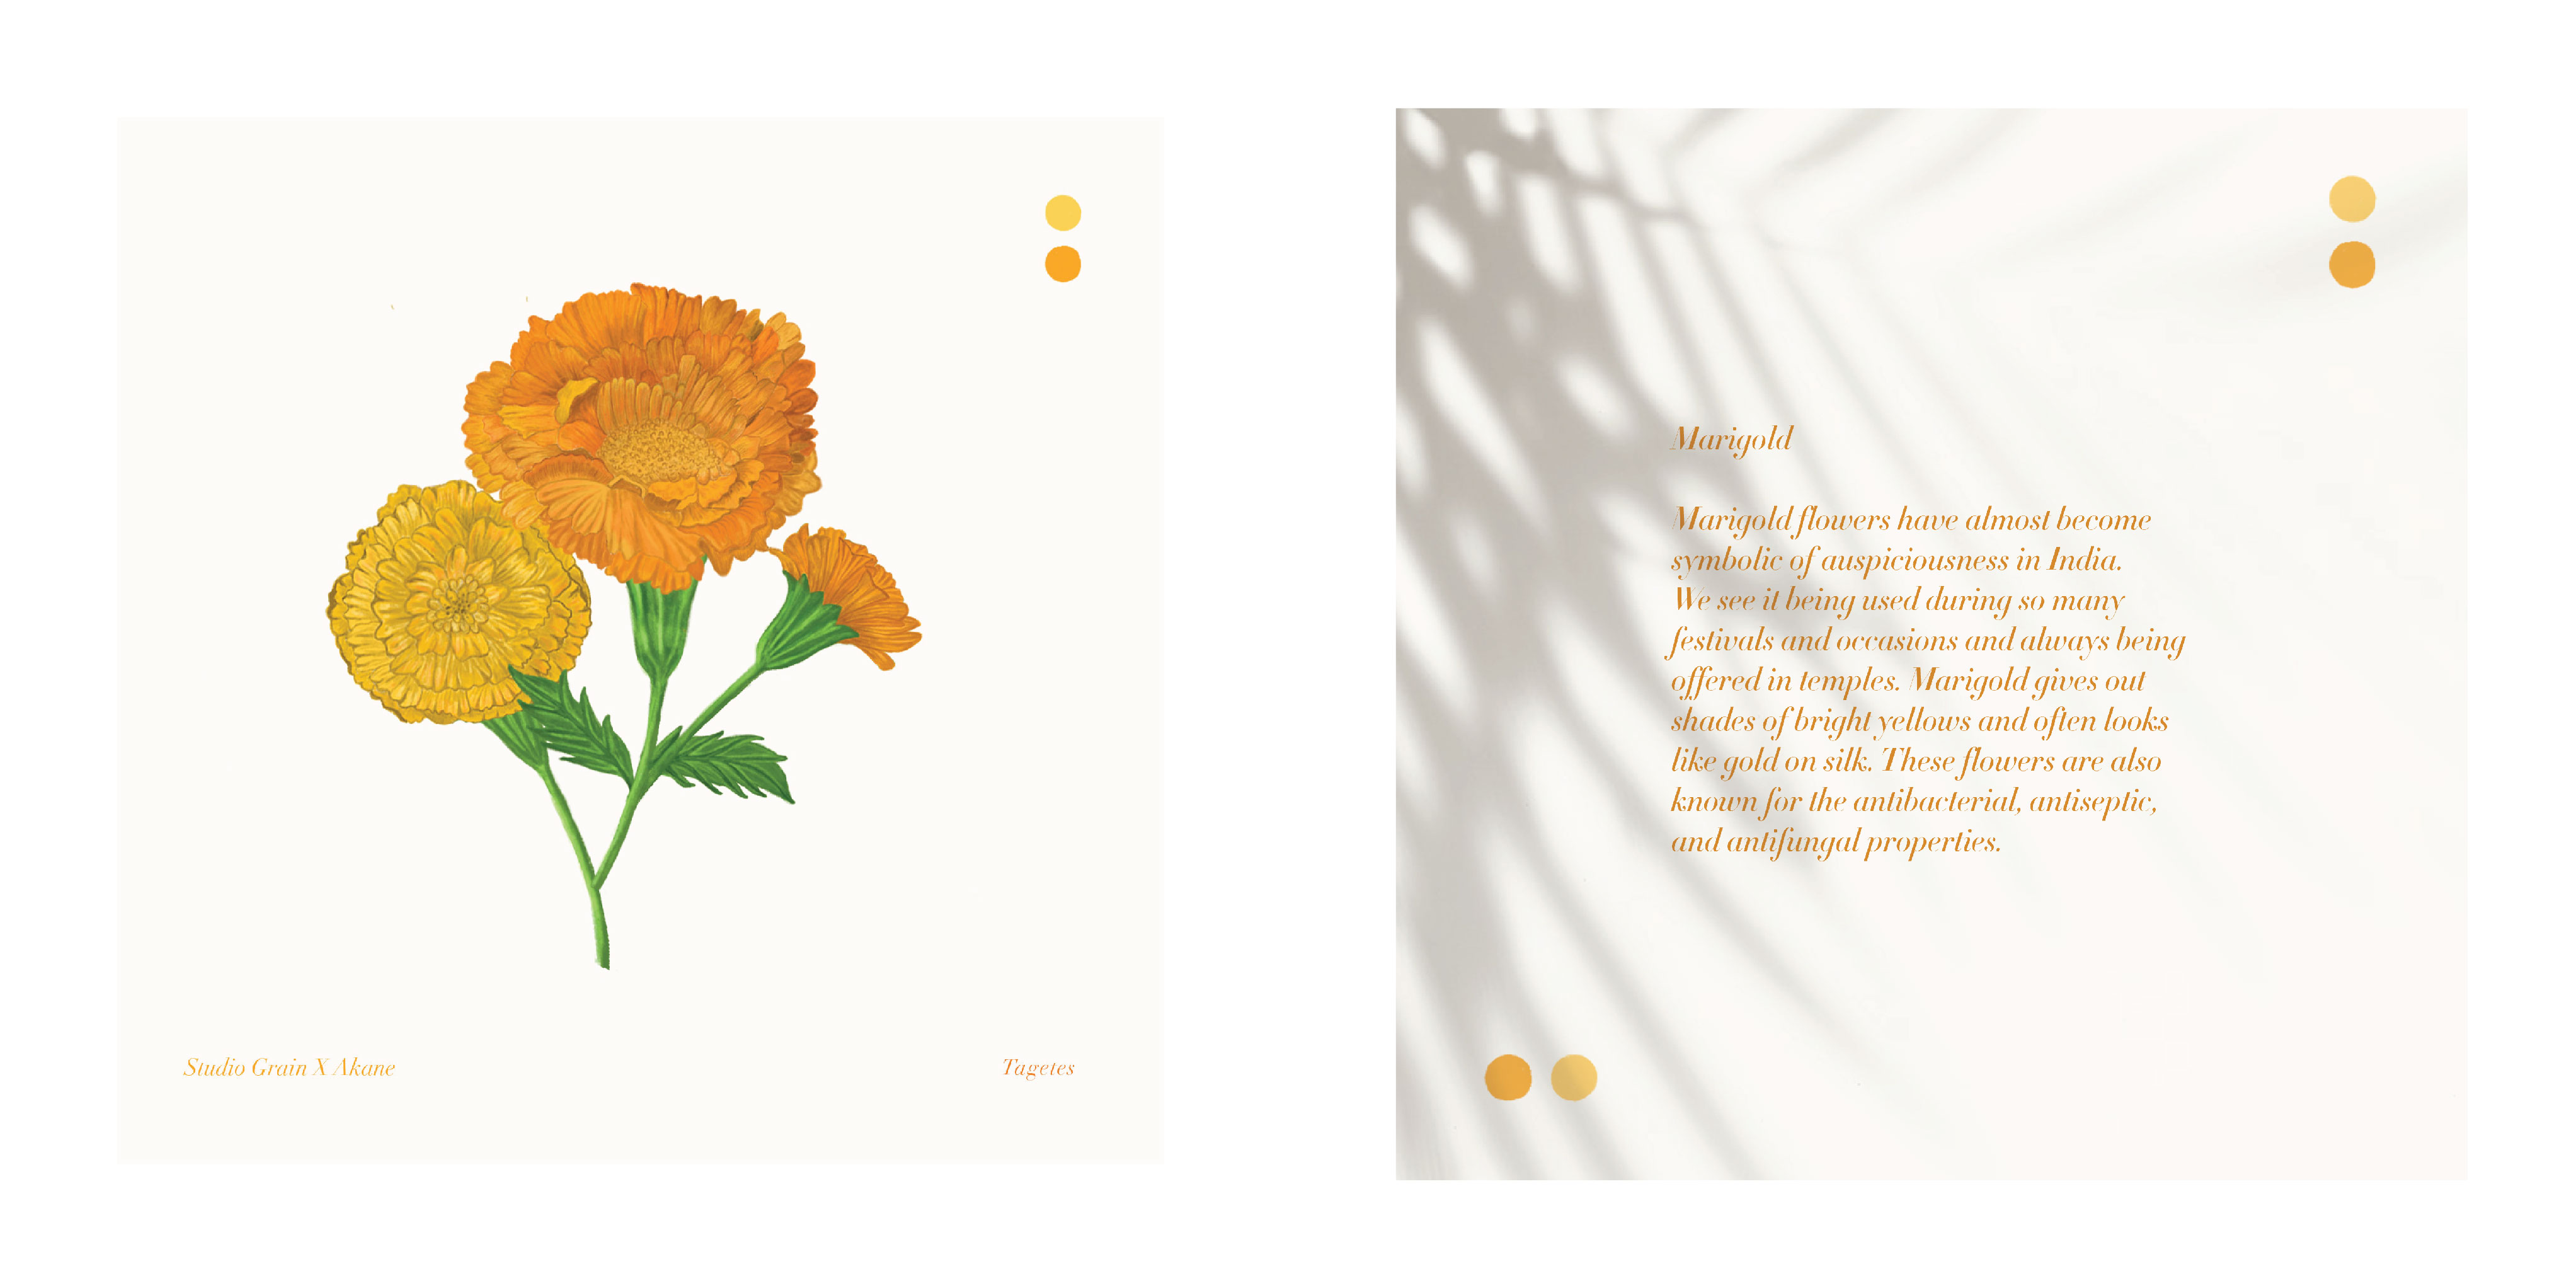 Studio Grain X Akane
Tagetes
Marigold
Marigold flowers have almost become
symbolic of auspiciousness in India.
We see it being used during so many
festivals and occasions and always being
offered in temples. Marigold gives out
shades of bright yellows and often looks
like gold on silk. These flowers are also
known for the antibacterial, antiseptic,
and antifungal properties.